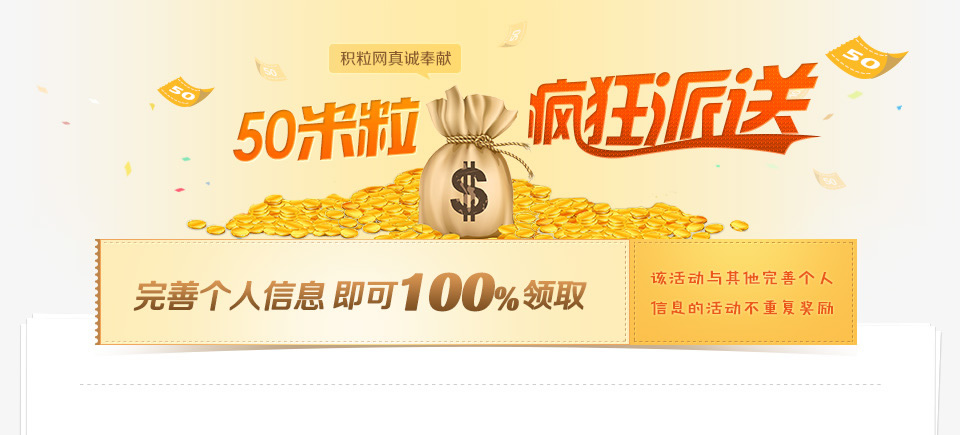 积粒网真诚奉献
50米粒
疯狂派送
50
50
$
完善个人信息 即可100%领取
该活动与其他完善个人
信息的活动不重复奖励